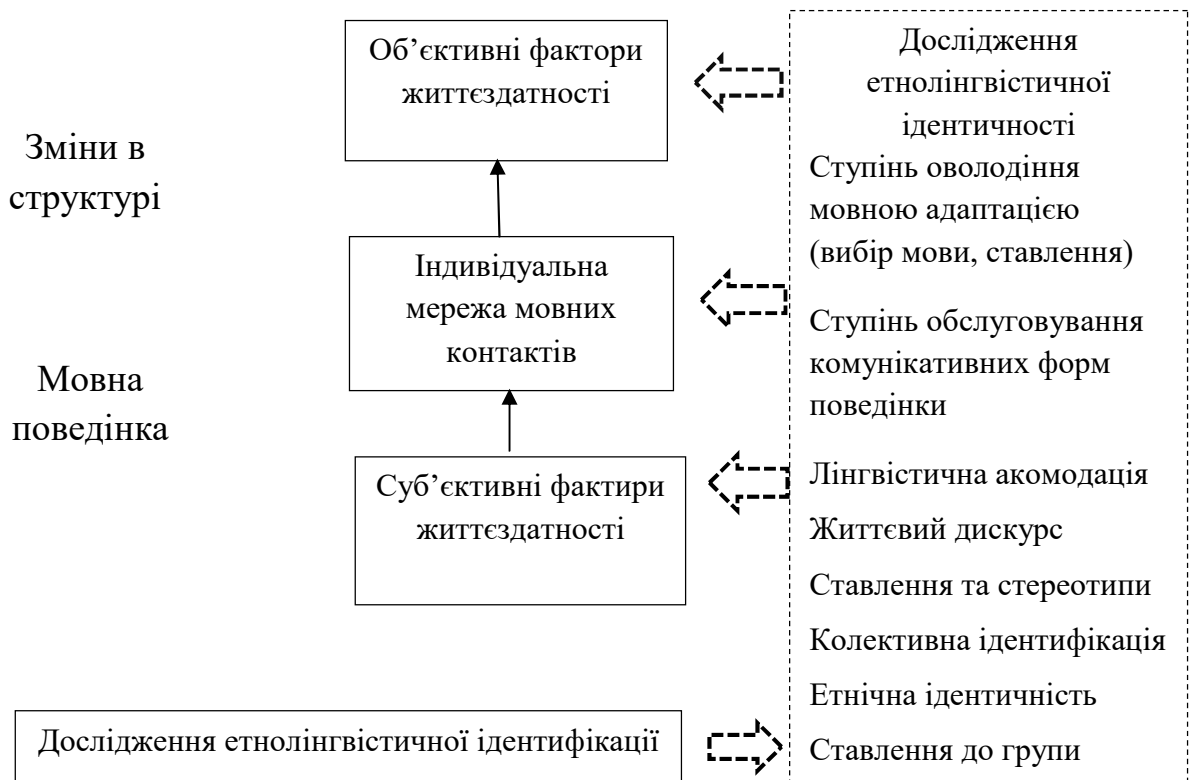 Об’єктивні фактори
життєздатності
Зміни в
структурі
Індивідуальна
мережа мовних
контактів
Мовна
поведінка
Суб’єктивні фактири
життєздатності
Дослідження етнолінгвістичної ідентифікації
Дослідження
етнолінгвістичної
ідентичності
Ступінь оволодіння
мовною адаптацією
(вибір мови, ставлення)
Ступінь обслуговування
комунікативних форм
поведінки
Лінгвістична акомодація
Життєвий дискурс
Ставлення та стереотипи
Колективна ідентифікація
Етнічна ідентичність
Ставлення до групи